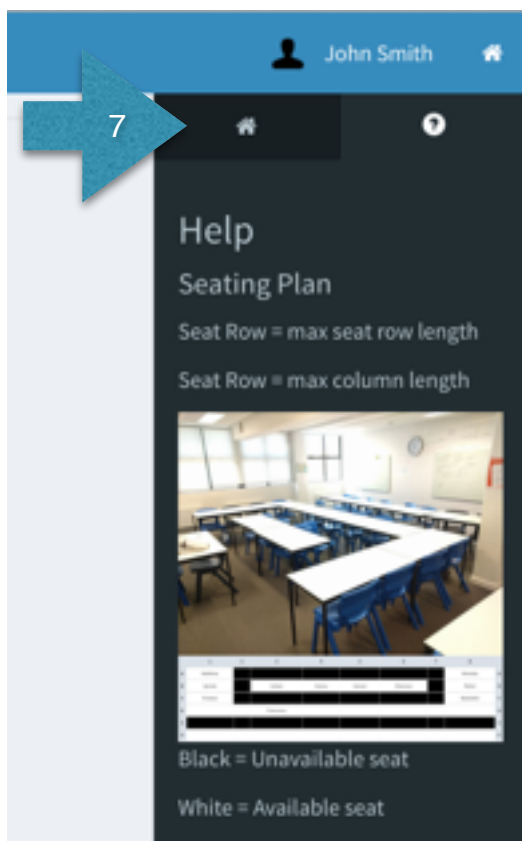 John Smith
7
Help
Seating Plan
Seat Row = max seat row length
Seat Row = max column length
Black = Unavailable seat
White = Available seat